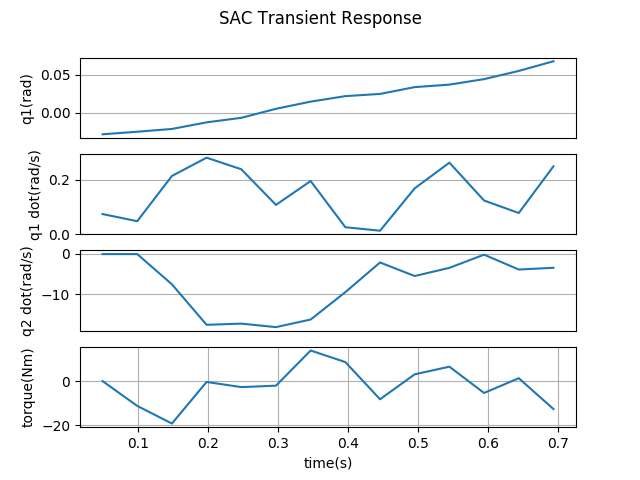 SAC Transient Response
q1(rad)
0.05
0.00
q1 dot(rad/s)
0.2
0.0
q2 dot(rad/s)
0
−10
torque(Nm)
0
−20
0.1 0.2 0.3 0.4 0.5 0.6 0.7
time(s)